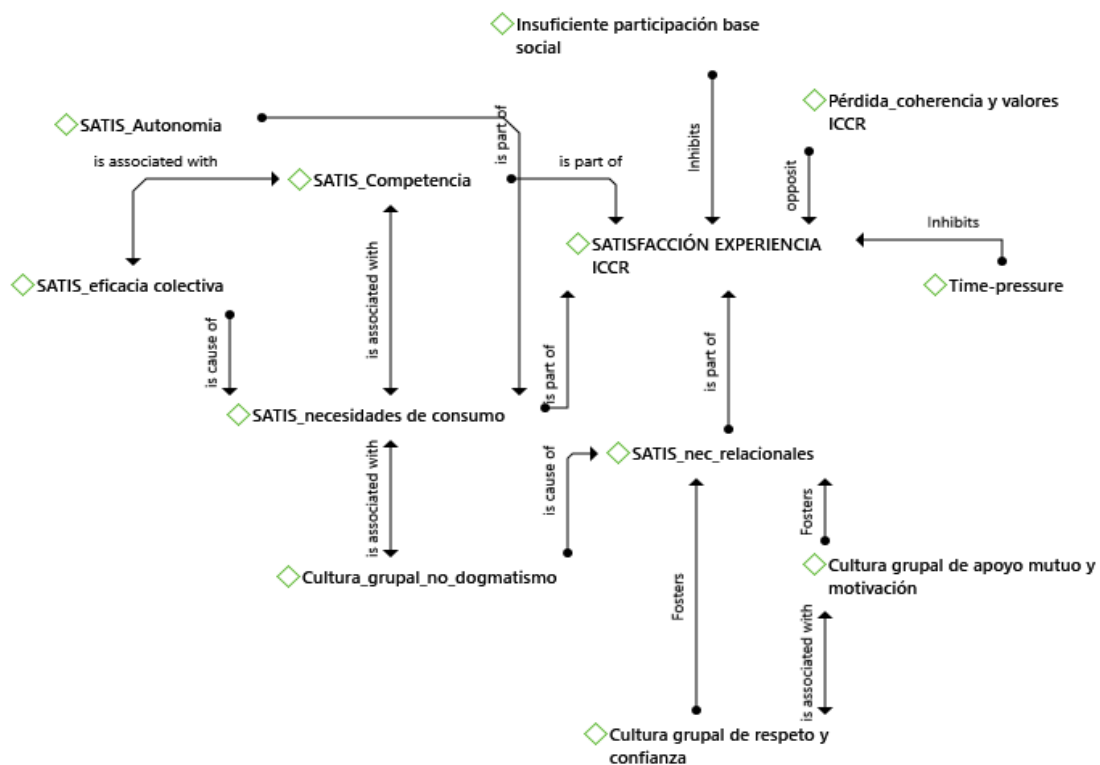 Insuficiente participación base
social
Pérdida_coherencia y valores
ICCR
SATIS_Autonomia
is part of
is associated with
is part of
Inhibits
opposit
SATIS_Competencia
Inhibits
SATISFACCIÓN EXPERIENCIA
ICCR
SATIS_eficacia colectiva
Time-pressure
is associated with
is cause of
is part of
is part of
SATIS_necesidades de consumo
SATIS_nec_relacionales
is associated with
is cause of
Fosters
Cultura_grupal_no_dogmatismo
Cultura grupal de apoyo mutuo y
motivación
Fosters
is associated with
Cultura grupal de respeto y
confianza